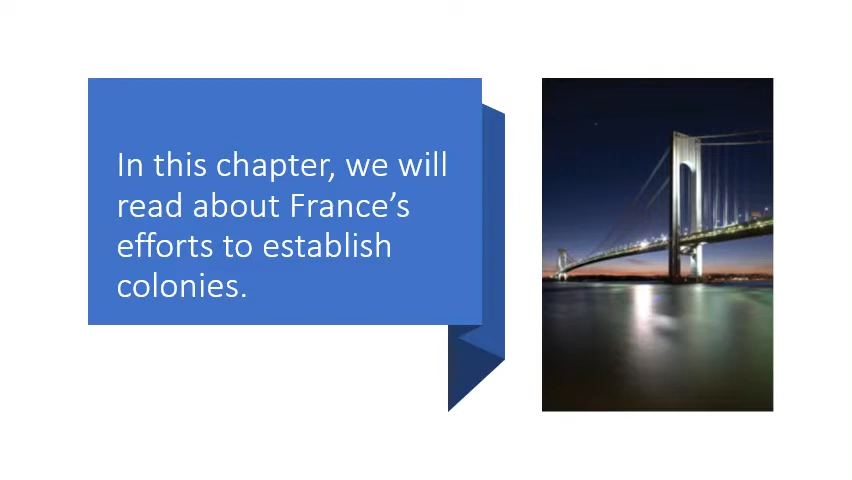 In this chapter, we will
read about France’s
efforts to establish
colonies.